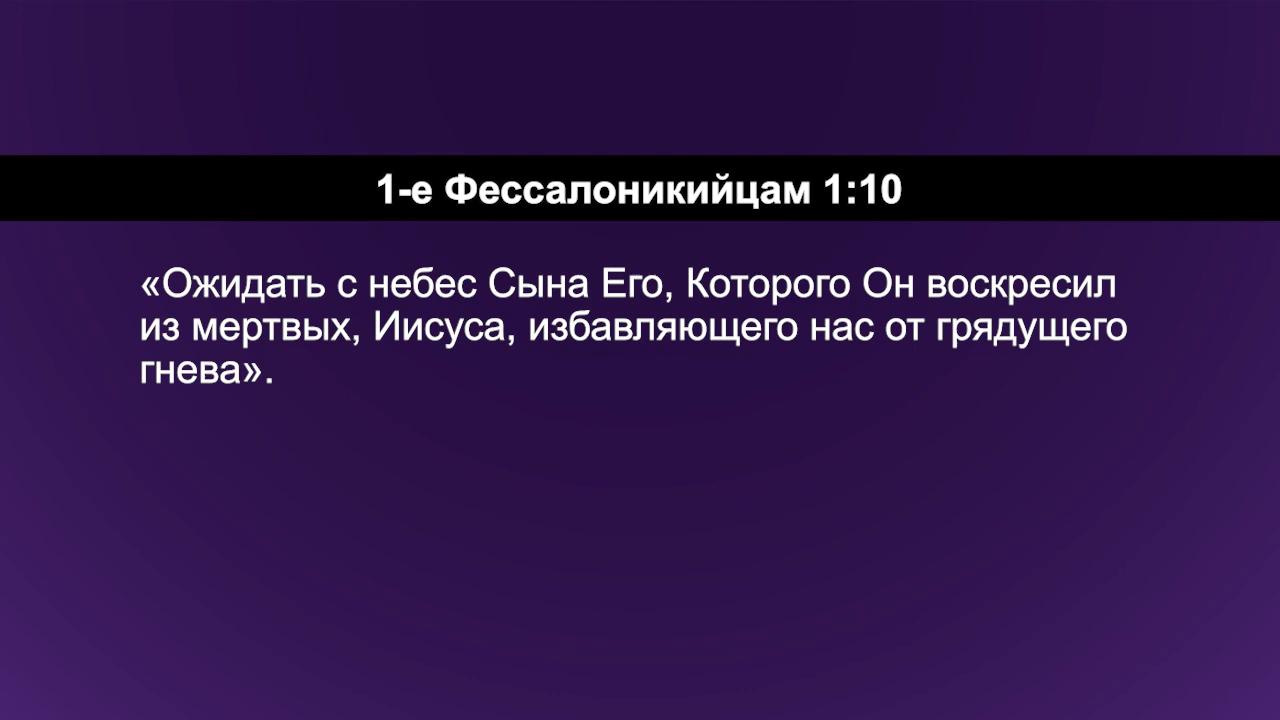 1-е Фессалоникийцам 1:10
«Ожидать с небес Сына Его, Которого Он воскресил
из мертвых, Иисуса, избавляющего нас от грядущего
гнева».